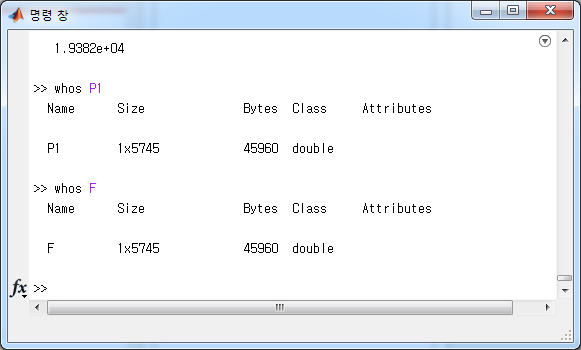 명령 창
1.9382e+04
>> whos P1
Name Size Bytes Class Attributes
P1 1x5745 45960 double
>> whos F
Name Size Bytes Class Attributes
F 1x5745 45960 double
fx >>